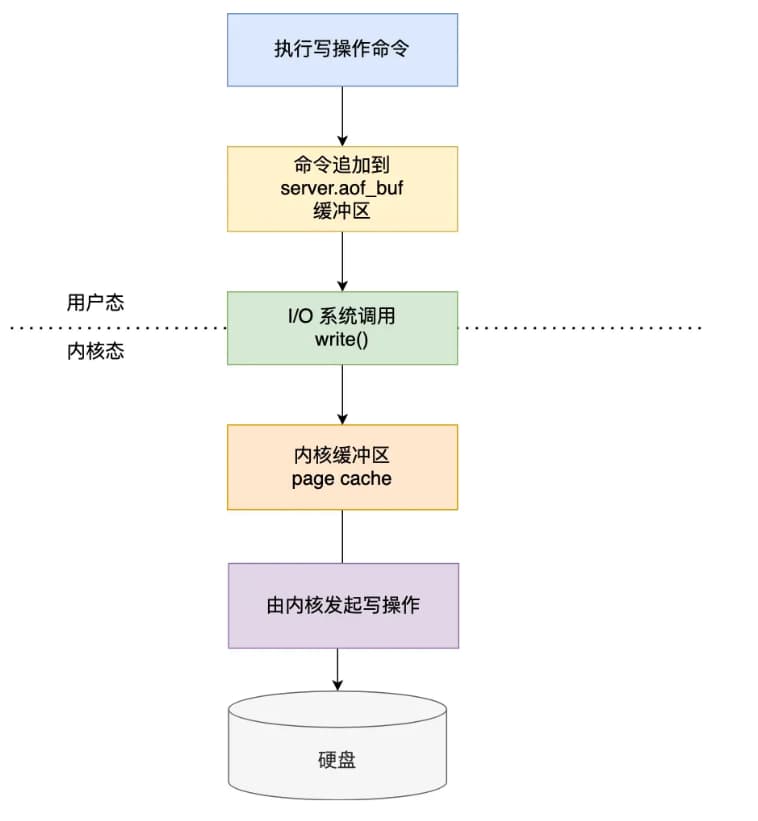 执行写操作命令
命令追加到
server.aof_buf
缓冲区
用户态
I/O 系统调用
write()
内核态
内核缓冲区
page cache
由内核发起写操作
硬盘